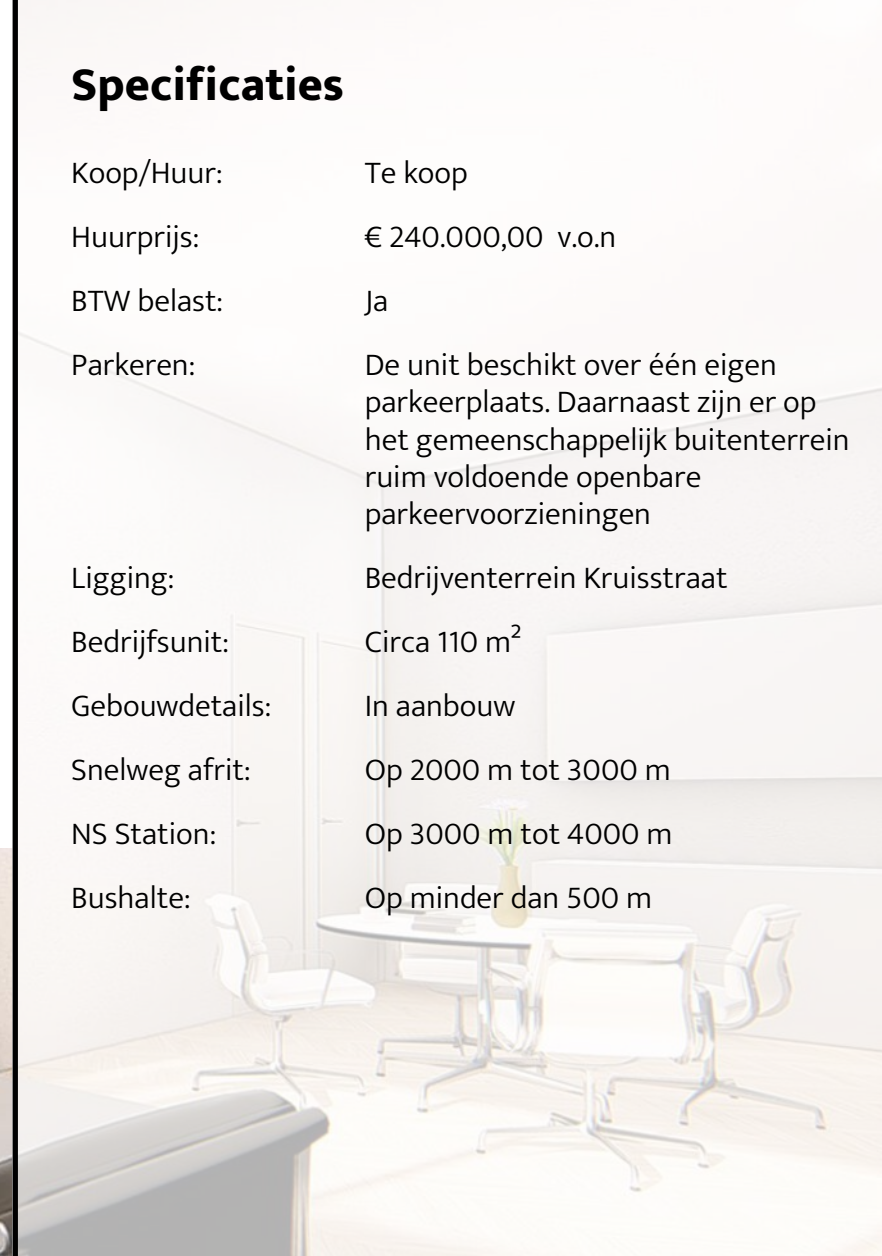 Specificaties
Koop/Huur: Te koop
Huurprijs: € 240.000,00 v.o.n
BTW belast: Ja
Parkeren: De unit beschikt over één eigen
parkeerplaats. Daarnaast zijn er op
het gemeenschappelijk buitenterrein
ruim voldoende openbare
parkeervoorzieningen
Ligging: Bedrijventerrein Kruisstraat
Bedrijfsunit: Circa 110 m²
Gebouwdetails: In aanbouw
Snelweg afrit: Op 2000 m tot 3000 m
NS Station: Op 3000 m tot 4000 m
Bushalte: Op minder dan 500 m